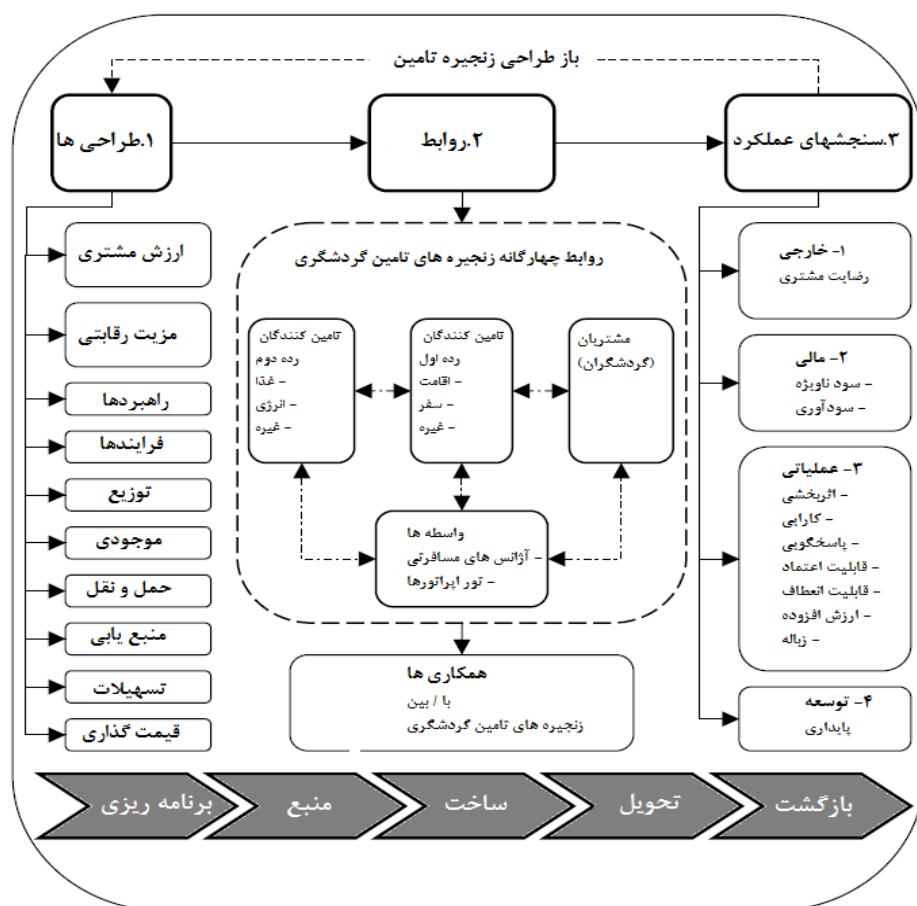 باز طراحی زنجیره تامین
۱.طراحی ها
۲.روابط
۳.سنجشهای عملکرد
ارزش مشتری
مزیت رقابتی
راهبردها
فرایندها
توزیع
موجودی
حمل و نقل
منبع یابی
تسهیلات
قیمت گذاری
روابط چهارگانه زنجیره های تامین گردشگری
تامین کنندگان
رده دوم
غذا -
انرژی -
غیره -
تامین کنندگان
رده اول
اقامت -
سفر -
غیره -
مشتریان
(گردشگران)
واسطه ها
آژانس های مسافرتی -
تور اپراتورها -
همکاری ها
با / بین
زنجیره های تامین گردشگری
۱- خارجی
رضایت مشتری
۲- مالی
سود ناویژه -
سودآوری -
۳- عملیاتی
اثربخشی -
کارایی -
پاسخگویی -
قابلیت اعتماد -
قابلیت انعطاف -
ارزش افزوده -
زباله -
۴- توسعه
پایداری
برنامه ریزی
منبع
ساخت
تحویل
بازگشت